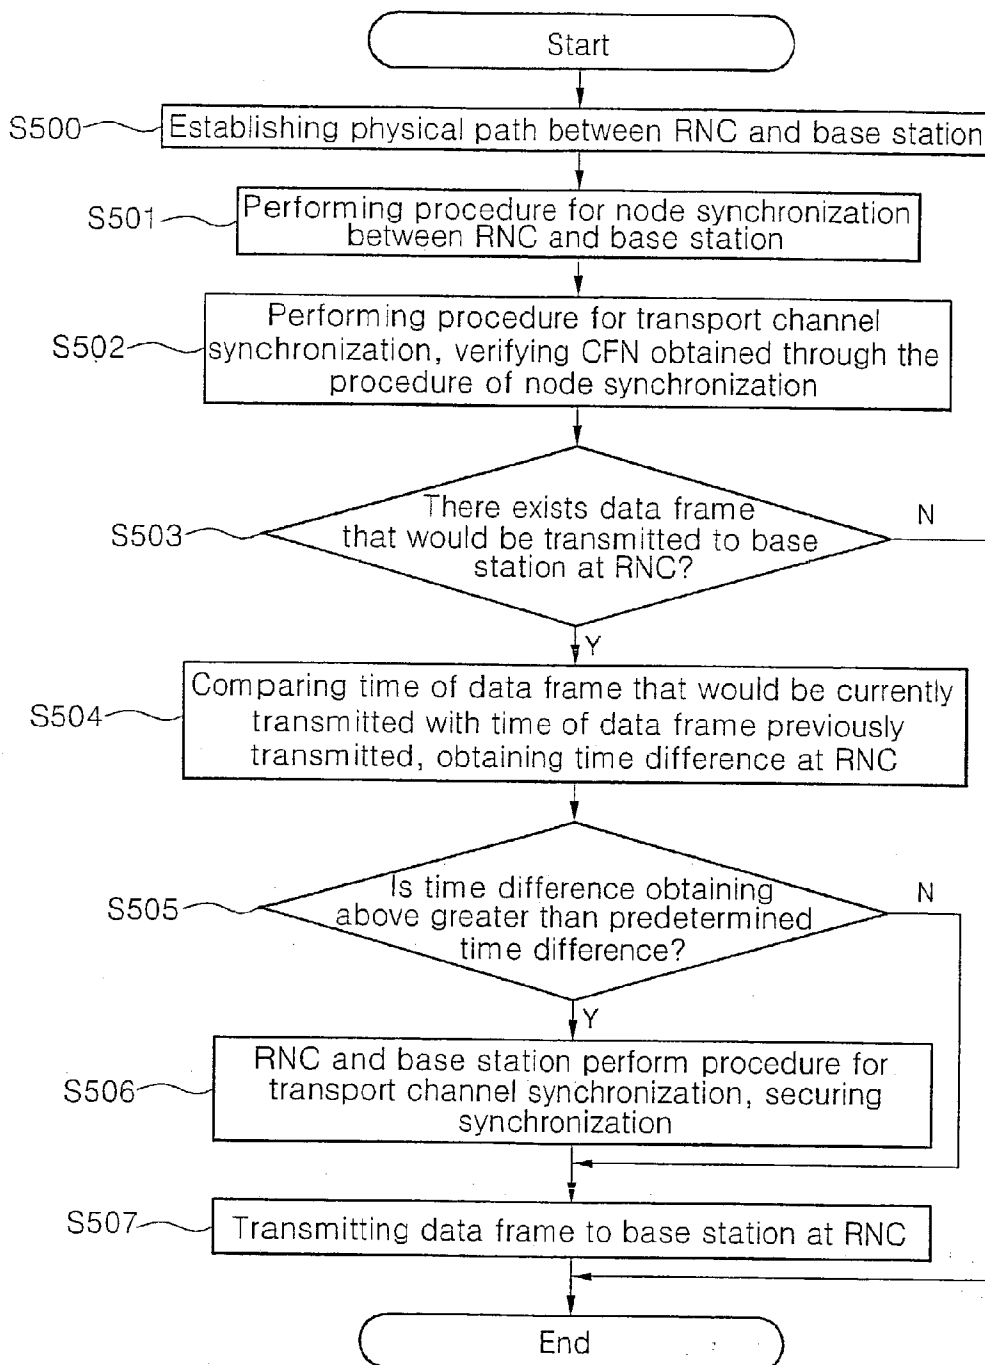 Start
S500
Establishing physical path between RNC and base station
S501
Performing procedure for node synchronization
between RNC and base station
S502
Performing procedure for transport channel
synchronization, verifying CFN obtained through the
procedure of node synchronization
S503
There exists data frame
that would be transmitted to base
station at RNC?
N
Y
S504
Comparing time of data frame that would be currently
transmitted with time of data frame previously
transmitted, obtaining time difference at RNC
S505
Is time difference obtaining
above greater than predetermined
time difference?
N
Y
S506
RNC and base station perform procedure for
transport channel synchronization, securing
synchronization
S507
Transmitting data frame to base station at RNC
End